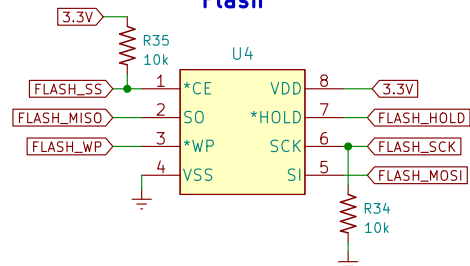 Flash
3.3V
R35
10k
U4
FLASH_SS
1
*CE
VDD
8
3.3V
FLASH_MISO
2
SO
*HOLD
7
FLASH_HOLD
FLASH_WP
3
*WP
SCK
6
FLASH_SCK
4
VSS
SI
5
FLASH_MOSI
R34
10k